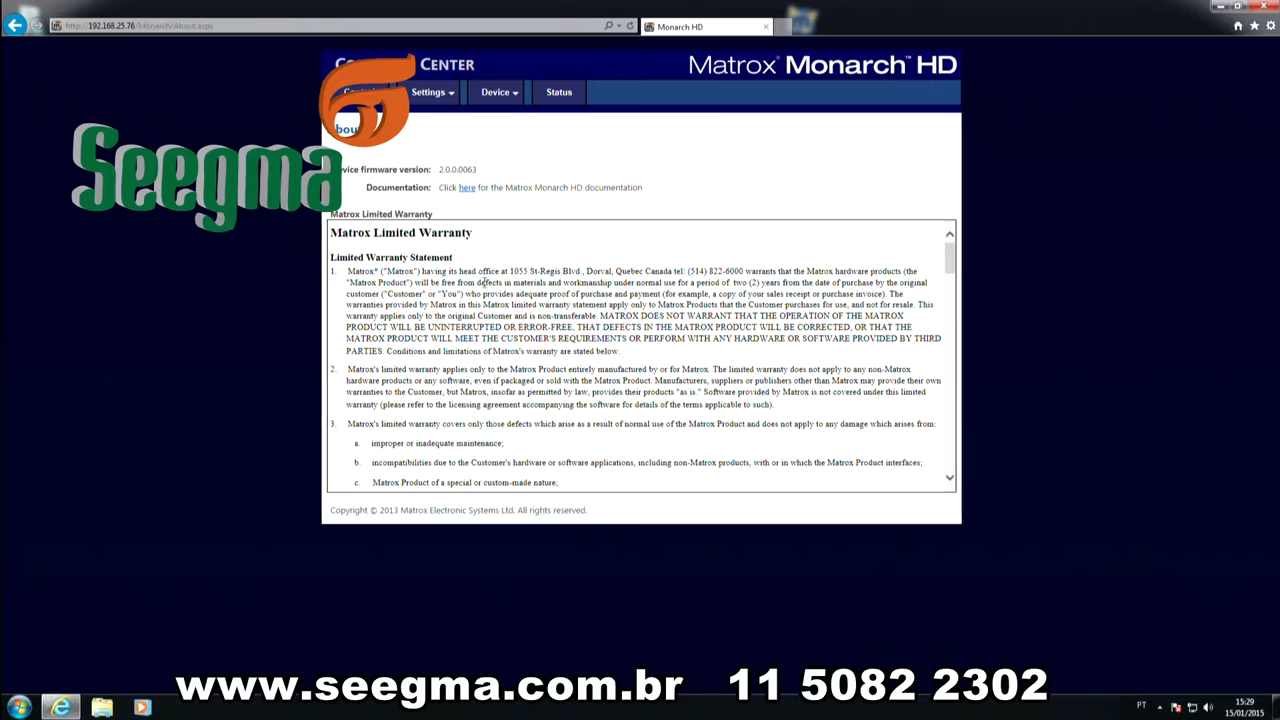 http://192.168.25.76/Monarch/About.aspx
Monarch HD
CENTER
Matrox® Monarch™ HD
Settings
Device
Status
Seegma
Device firmware version: 2.0.0.0063
Documentation: Click here for the Matrox Monarch HD documentation
Matrox Limited Warranty
Matrox Limited Warranty
Limited Warranty Statement
1. Matrox* ("Matrox") having its head office at 1055 St-Regis Blvd., Dorval, Quebec Canada tel: (514) 822-6000 warrants that the Matrox hardware products (the
"Matrox Product") will be free from defects in materials and workmanship under normal use for a period of two (2) years from the date of purchase by the original
customer ("Customer" or "You") who provides adequate proof of purchase and payment (for example, a copy of your sales receipt or purchase invoice). The
warranties provided by Matrox in this Matrox limited warranty statement apply only to Matrox Products that the Customer purchases for use, and not for resale. This
warranty applies only to the original Customer and is non-transferable. MATROX DOES NOT WARRANT THAT THE OPERATION OF THE MATROX
PRODUCT WILL BE UNINTERRUPTED OR ERROR-FREE, THAT DEFECTS IN THE MATROX PRODUCT WILL BE CORRECTED, OR THAT THE
MATROX PRODUCT WILL MEET THE CUSTOMER'S REQUIREMENTS OR PERFORM WITH ANY HARDWARE OR SOFTWARE PROVIDED BY THIRD
PARTIES. Conditions and limitations of Matrox's warranty are stated below.
2. Matrox's limited warranty applies only to the Matrox Product entirely manufactured by or for Matrox. The limited warranty does not apply to any non-Matrox
hardware products or any software, even if packaged or sold with the Matrox Product. Manufacturers, suppliers or publishers other than Matrox may provide their own
warranties to the Customer, but Matrox, insofar as permitted by law, provides their products "as is." Software provided by Matrox is not covered under this limited
warranty (please refer to the licensing agreement accompanying the software for details of the terms applicable to such).
3. Matrox's limited warranty covers only those defects which arise as a result of normal use of the Matrox Product and does not apply to any damage which arises from:
a. improper or inadequate maintenance;
b. incompatibilities due to the Customer's hardware or software applications, including non-Matrox products, with or in which the Matrox Product interfaces;
c. Matrox Product of a special or custom-made nature;
Copyright © 2013 Matrox Electronic Systems Ltd. All rights reserved.
www.seegma.com.br 11 5082 2302
PT
15:29
15/01/2015